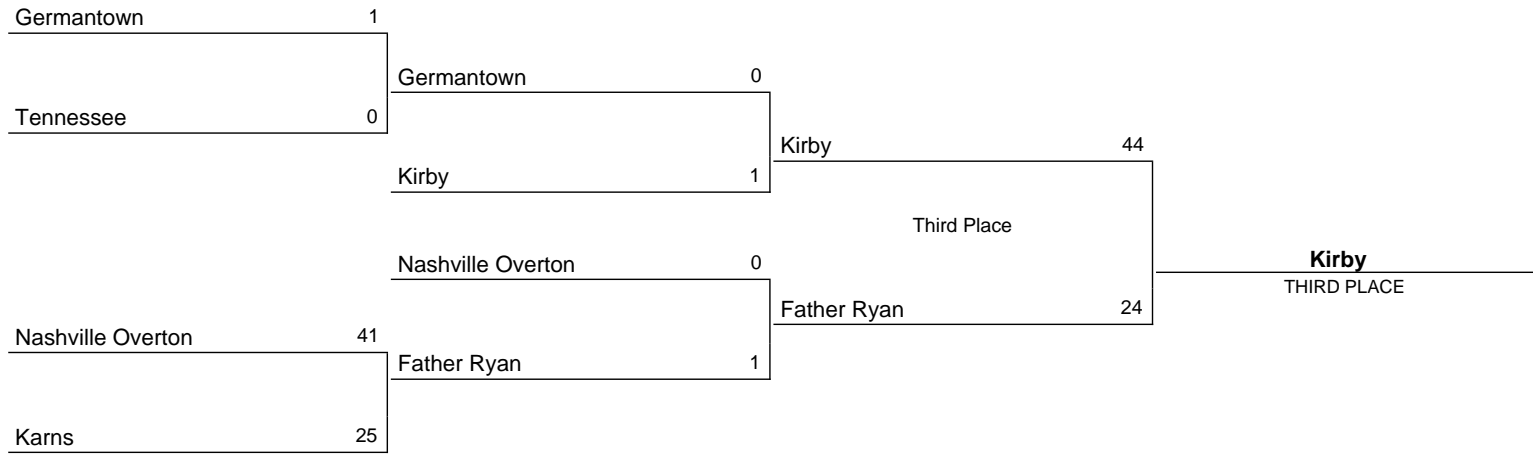 Germantown 1
Germantown 0
Tennessee 0
Kirby 44
Kirby 1
Third Place
Nashville Overton 0
Kirby
THIRD PLACE
Father Ryan 24
Nashville Overton 41
Father Ryan 1
Karns 25